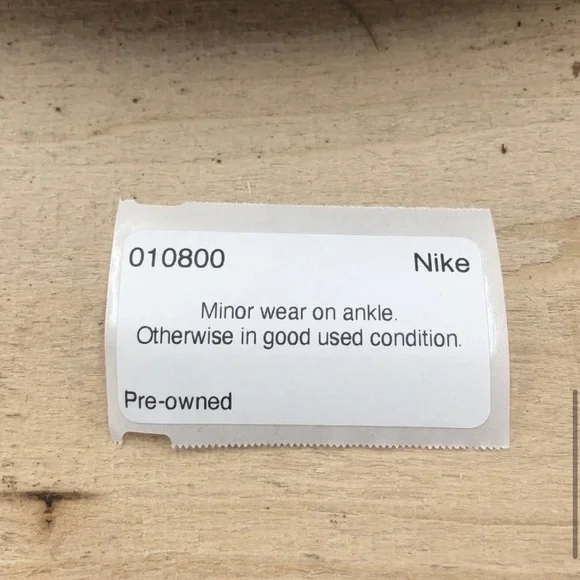 010800 Nike
Minor wear on ankle.
Otherwise in good used condition.
Pre-owned